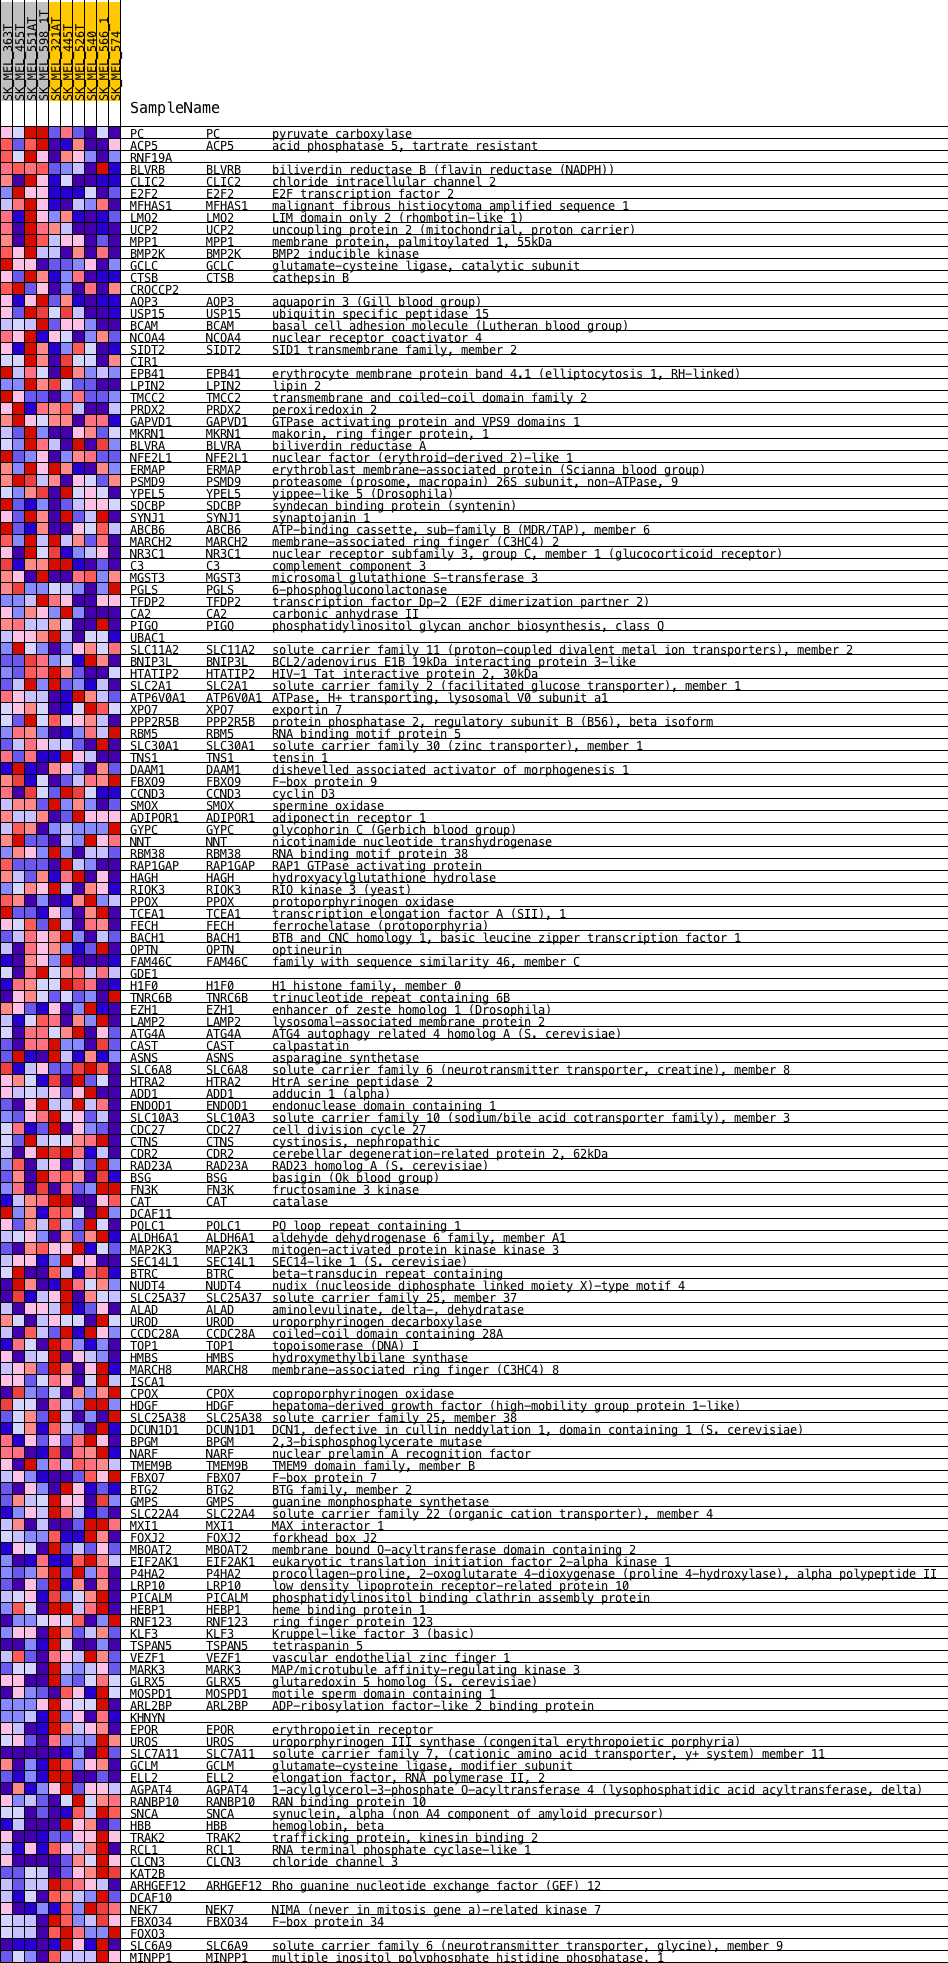 SK_MEL_363T
SK_MEL_455T
SK_MEL_551AT
SK_MEL_598_1T
SK_MEL_321AT
SK_MEL_445T
SK_MEL_526T
SK_MEL_540
SK_MEL_566_1
SK_MEL_574
SampleName
PC PC pyruvate carboxylase
ACP5 ACP5 acid phosphatase 5, tartrate resistant
RNF19A
BLVRB BLVRB biliverdin reductase B (flavin reductase (NADPH))
CLIC2 CLIC2 chloride intracellular channel 2
E2F2 E2F2 E2F transcription factor 2
MFHAS1 MFHAS1 malignant fibrous histiocytoma amplified sequence 1
LMO2 LMO2 LIM domain only 2 (rhombotin-like 1)
UCP2 UCP2 uncoupling protein 2 (mitochondrial, proton carrier)
MPP1 MPP1 membrane protein, palmitoylated 1, 55kDa
BMP2K BMP2K BMP2 inducible kinase
GCLC GCLC glutamate-cysteine ligase, catalytic subunit
CTSB CTSB cathepsin B
CROCCP2
AQP3 AQP3 aquaporin 3 (Gill blood group)
USP15 USP15 ubiquitin specific peptidase 15
BCAM BCAM basal cell adhesion molecule (Lutheran blood group)
NCOA4 NCOA4 nuclear receptor coactivator 4
SIDT2 SIDT2 SID1 transmembrane family, member 2
CIR1
EPB41 EPB41 erythrocyte membrane protein band 4.1 (elliptocytosis 1, RH-linked)
LPIN2 LPIN2 lipin 2
TMCC2 TMCC2 transmembrane and coiled-coil domain family 2
PRDX2 PRDX2 peroxiredoxin 2
GAPVD1 GAPVD1 GTPase activating protein and VPS9 domains 1
MKRN1 MKRN1 makorin, ring finger protein, 1
BLVRA BLVRA biliverdin reductase A
NFE2L1 NFE2L1 nuclear factor (erythroid-derived 2)-like 1
ERMAP ERMAP erythroblast membrane-associated protein (Scianna blood group)
PSMD9 PSMD9 proteasome (prosome, macropain) 26S subunit, non-ATPase, 9
YPEL5 YPEL5 yippee-like 5 (Drosophila)
SDCBP SDCBP syndecan binding protein (syntenin)
SYNJ1 SYNJ1 synaptojanin 1
ABCB6 ABCB6 ATP-binding cassette, sub-family B (MDR/TAP), member 6
MARCH2 MARCH2 membrane-associated ring finger (C3HC4) 2
NR3C1 NR3C1 nuclear receptor subfamily 3, group C, member 1 (glucocorticoid receptor)
C3 C3 complement component 3
MGST3 MGST3 microsomal glutathione S-transferase 3
PGLS PGLS 6-phosphogluconolactonase
TFDP2 TFDP2 transcription factor Dp-2 (E2F dimerization partner 2)
CA2 CA2 carbonic anhydrase II
PIGQ PIGQ phosphatidylinositol glycan anchor biosynthesis, class Q
UBAC1
SLC11A2 SLC11A2 solute carrier family 11 (proton-coupled divalent metal ion transporters), member 2
BNIP3L BNIP3L BCL2/adenovirus E1B 19kDa interacting protein 3-like
HTATIP2 HTATIP2 HIV-1 Tat interactive protein 2, 30kDa
SLC2A1 SLC2A1 solute carrier family 2 (facilitated glucose transporter), member 1
ATP6V0A1 ATP6V0A1 ATPase, H+ transporting, lysosomal V0 subunit a1
XPO7 XPO7 exportin 7
PPP2R5B PPP2R5B protein phosphatase 2, regulatory subunit B (B56), beta isoform
RBM5 RBM5 RNA binding motif protein 5
SLC30A1 SLC30A1 solute carrier family 30 (zinc transporter), member 1
TNS1 TNS1 tensin 1
DAAM1 DAAM1 dishevelled associated activator of morphogenesis 1
FBXO9 FBXO9 F-box protein 9
CCND3 CCND3 cyclin D3
SMOX SMOX spermine oxidase
ADIPOR1 ADIPOR1 adiponectin receptor 1
GYPC GYPC glycophorin C (Gerbich blood group)
NNT NNT nicotinamide nucleotide transhydrogenase
RBM38 RBM38 RNA binding motif protein 38
RAP1GAP RAP1GAP RAP1 GTPase activating protein
HAGH HAGH hydroxyacylglutathione hydrolase
RIOK3 RIOK3 RIO kinase 3 (yeast)
PPOX PPOX protoporphyrinogen oxidase
TCEA1 TCEA1 transcription elongation factor A (SII), 1
FECH FECH ferrochelatase (protoporphyria)
BACH1 BACH1 BTB and CNC homology 1, basic leucine zipper transcription factor 1
OPTN OPTN optineurin
FAM46C FAM46C family with sequence similarity 46, member C
GDE1
H1F0 H1F0 H1 histone family, member 0
TNRC6B TNRC6B trinucleotide repeat containing 6B
EZH1 EZH1 enhancer of zeste homolog 1 (Drosophila)
LAMP2 LAMP2 lysosomal-associated membrane protein 2
ATG4A ATG4A ATG4 autophagy related 4 homolog A (S. cerevisiae)
CAST CAST calpastatin
ASNS ASNS asparagine synthetase
SLC6A8 SLC6A8 solute carrier family 6 (neurotransmitter transporter, creatine), member 8
HTRA2 HTRA2 HtrA serine peptidase 2
ADD1 ADD1 adducin 1 (alpha)
ENDOD1 ENDOD1 endonuclease domain containing 1
SLC10A3 SLC10A3 solute carrier family 10 (sodium/bile acid cotransporter family), member 3
CDC27 CDC27 cell division cycle 27
CTNS CTNS cystinosis, nephropathic
CDR2 CDR2 cerebellar degeneration-related protein 2, 62kDa
RAD23A RAD23A RAD23 homolog A (S. cerevisiae)
BSG BSG basigin (Ok blood group)
FN3K FN3K fructosamine 3 kinase
CAT CAT catalase
DCAF11
PQLC1 PQLC1 PQ loop repeat containing 1
ALDH6A1 ALDH6A1 aldehyde dehydrogenase 6 family, member A1
MAP2K3 MAP2K3 mitogen-activated protein kinase kinase 3
SEC14L1 SEC14L1 SEC14-like 1 (S. cerevisiae)
BTRC BTRC beta-transducin repeat containing
NUDT4 NUDT4 nudix (nucleoside diphosphate linked moiety X)-type motif 4
SLC25A37 SLC25A37 solute carrier family 25, member 37
ALAD ALAD aminolevulinate, delta-, dehydratase
UROD UROD uroporphyrinogen decarboxylase
CCDC28A CCDC28A coiled-coil domain containing 28A
TOP1 TOP1 topoisomerase (DNA) I
HMBS HMBS hydroxymethylbilane synthase
MARCH8 MARCH8 membrane-associated ring finger (C3HC4) 8
ISCA1
CPOX CPOX coproporphyrinogen oxidase
HDGF HDGF hepatoma-derived growth factor (high-mobility group protein 1-like)
SLC25A38 SLC25A38 solute carrier family 25, member 38
DCUN1D1 DCUN1D1 DCN1, defective in cullin neddylation 1, domain containing 1 (S. cerevisiae)
BPGM BPGM 2,3-bisphosphoglycerate mutase
NARF NARF nuclear prelamin A recognition factor
TMEM9B TMEM9B TMEM9 domain family, member B
FBXO7 FBXO7 F-box protein 7
BTG2 BTG2 BTG family, member 2
GMPS GMPS guanine monphosphate synthetase
SLC22A4 SLC22A4 solute carrier family 22 (organic cation transporter), member 4
MXI1 MXI1 MAX interactor 1
FOXJ2 FOXJ2 forkhead box J2
MBOAT2 MBOAT2 membrane bound O-acyltransferase domain containing 2
EIF2AK1 EIF2AK1 eukaryotic translation initiation factor 2-alpha kinase 1
P4HA2 P4HA2 procollagen-proline, 2-oxoglutarate 4-dioxygenase (proline 4-hydroxylase), alpha polypeptide II
LRP10 LRP10 low density lipoprotein receptor-related protein 10
PICALM PICALM phosphatidylinositol binding clathrin assembly protein
HEBP1 HEBP1 heme binding protein 1
RNF123 RNF123 ring finger protein 123
KLF3 KLF3 Kruppel-like factor 3 (basic)
TSPAN5 TSPAN5 tetraspanin 5
VEZF1 VEZF1 vascular endothelial zinc finger 1
MARK3 MARK3 MAP/microtubule affinity-regulating kinase 3
GLRX5 GLRX5 glutaredoxin 5 homolog (S. cerevisiae)
MOSPD1 MOSPD1 motile sperm domain containing 1
ARL2BP ARL2BP ADP-ribosylation factor-like 2 binding protein
KHNYN
EPOR EPOR erythropoietin receptor
UROS UROS uroporphyrinogen III synthase (congenital erythropoietic porphyria)
SLC7A11 SLC7A11 solute carrier family 7, (cationic amino acid transporter, y+ system) member 11
GCLM GCLM glutamate-cysteine ligase, modifier subunit
ELL2 ELL2 elongation factor, RNA polymerase II, 2
AGPAT4 AGPAT4 1-acylglycerol-3-phosphate O-acyltransferase 4 (lysophosphatidic acid acyltransferase, delta)
RANBP10 RANBP10 RAN binding protein 10
SNCA SNCA synuclein, alpha (non A4 component of amyloid precursor)
HBB HBB hemoglobin, beta
TRAK2 TRAK2 trafficking protein, kinesin binding 2
RCL1 RCL1 RNA terminal phosphate cyclase-like 1
CLCN3 CLCN3 chloride channel 3
KAT2B
ARHGEF12 ARHGEF12 Rho guanine nucleotide exchange factor (GEF) 12
DCAF10
NEK7 NEK7 NIMA (never in mitosis gene a)-related kinase 7
FBXO34 FBXO34 F-box protein 34
FOXO3
SLC6A9 SLC6A9 solute carrier family 6 (neurotransmitter transporter, glycine), member 9
MINPP1 MINPP1 multiple inositol polyphosphate histidine phosphatase, 1